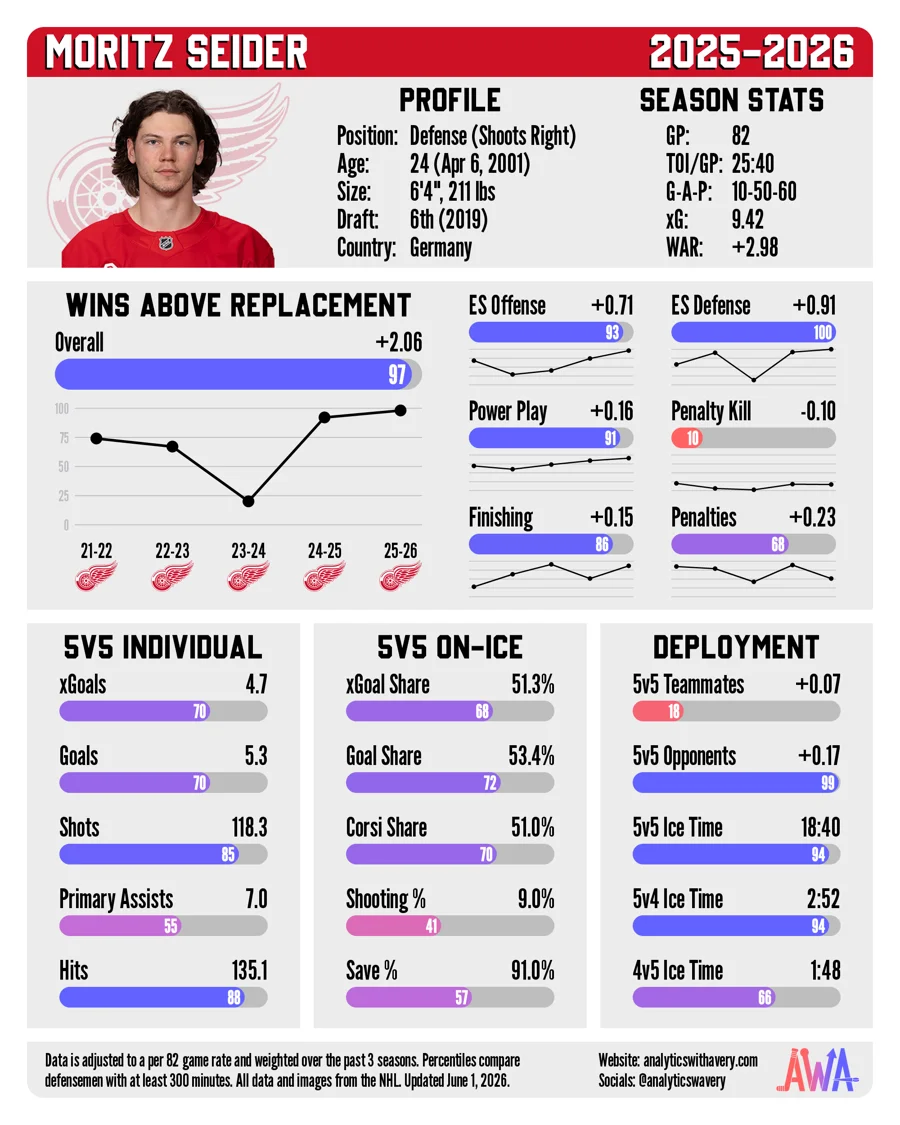 MORITZ SEIDER
2025-2026
PROFILE
Position: Defense (Shoots Right)
Age: 24 (Apr 6, 2001)
Size: 6'4", 211 lbs
Draft: 6th (2019)
Country: Germany
SEASON STATS
GP: 82
TOI/GP: 25:40
G-A-P: 10-50-60
xG: 9.42
WAR: +2.98
WINS ABOVE REPLACEMENT
Overall +2.06
97
100
75
50
25
0
21-22 22-23 23-24 24-25 25-26
ES Offense +0.71
93
ES Defense +0.91
100
Power Play +0.16
91
Penalty Kill -0.10
10
Finishing +0.15
86
Penalties +0.23
68
5V5 INDIVIDUAL
xGoals 4.7
70
Goals 5.3
70
Shots 118.3
85
Primary Assists 7.0
55
Hits 135.1
88
5V5 ON-ICE
xGoal Share 51.3%
68
Goal Share 53.4%
72
Corsi Share 51.0%
70
Shooting % 9.0%
41
Save % 91.0%
57
DEPLOYMENT
5v5 Teammates +0.07
18
5v5 Opponents +0.17
99
5v5 Ice Time 18:40
94
5v4 Ice Time 2:52
94
4v5 Ice Time 1:48
66
Data is adjusted to a per 82 game rate and weighted over the past 3 seasons. Percentiles compare
defensemen with at least 300 minutes. All data and images from the NHL. Updated June 1, 2026.
Website: analyticswithavery.com
Socials: @analyticswavery
AWA